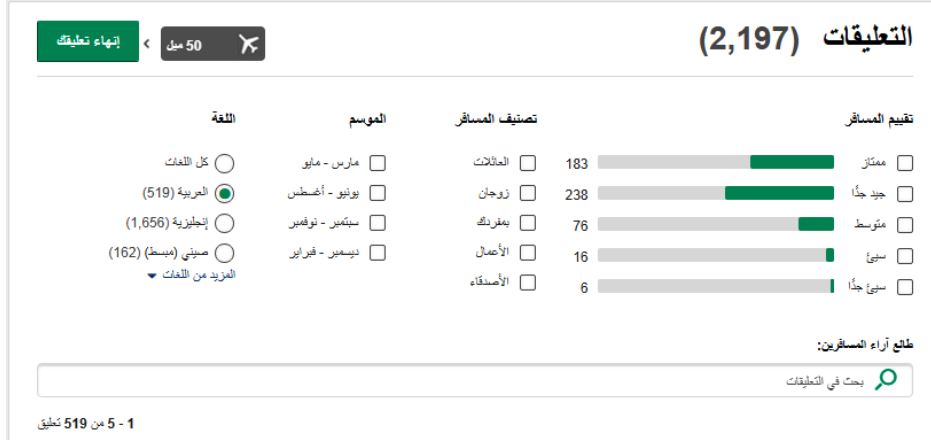 التعليقات (2,197)
50 ميل
إنهاء تعليقك
تقييم المسافر
ممتاز 183
جيد جدًا 238
متوسط 76
سيئ 16
سيئ جدًا 6
تصنيف المسافر
العائلات
زوجان
بمفردك
الأعمال
الأصدقاء
الموسم
مارس - مايو
يونيو - أغسطس
سبتمبر - نوفمبر
ديسمبر - فبراير
اللغة
كل اللغات
العربية (519)
إنجليزية (1,656)
صيني (مبسط) (162)
المزيد من اللغات
طالع آراء المسافرين:
بحث في التعليقات
1 - 5 من 519 تعليق